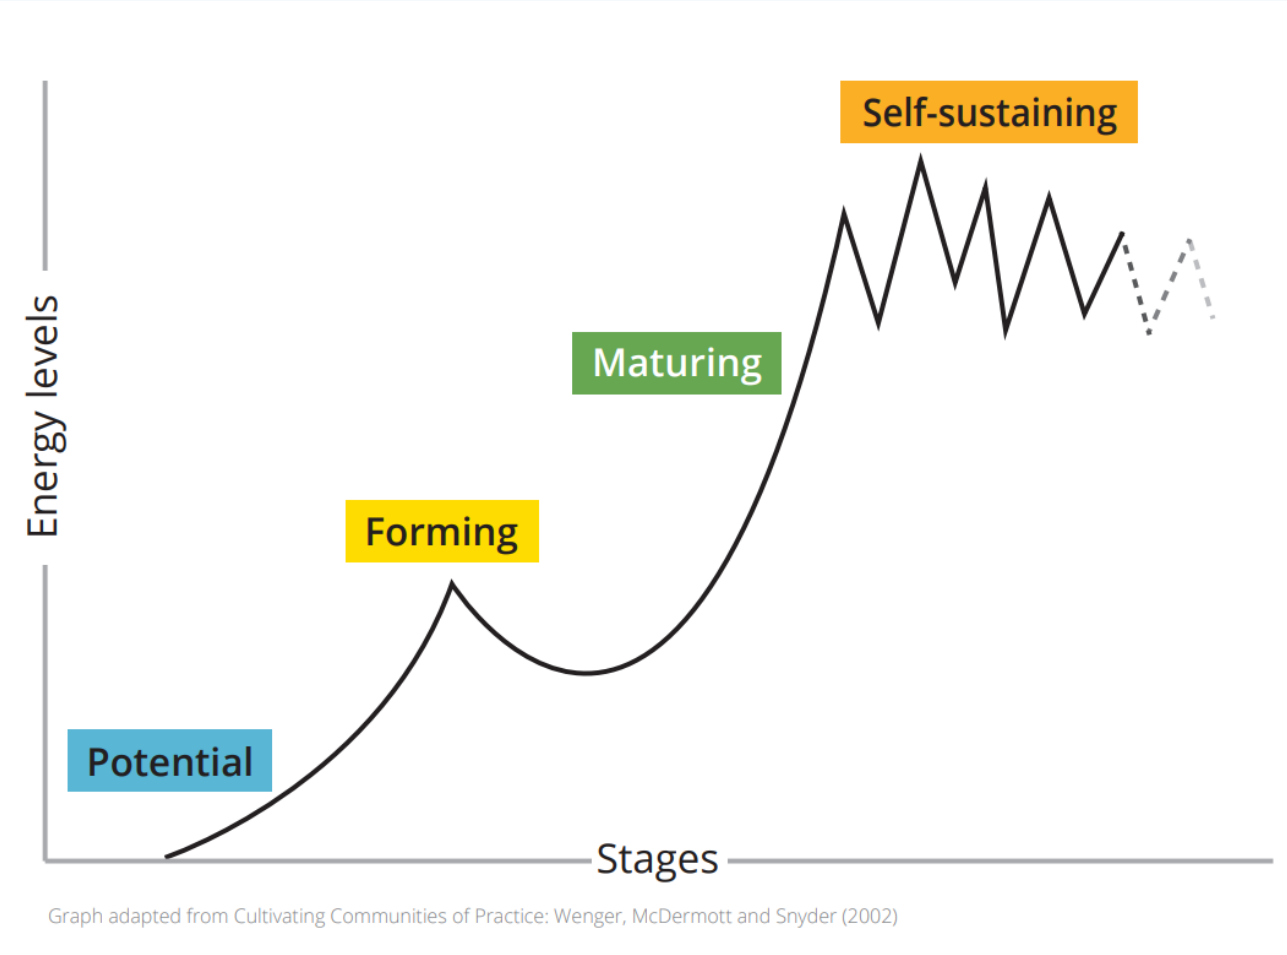 Self-sustaining
Maturing
Energy levels
Forming
Potential
Stages
Graph adapted from Cultivating Communities of Practice: Wenger, McDermott and Snyder (2002)